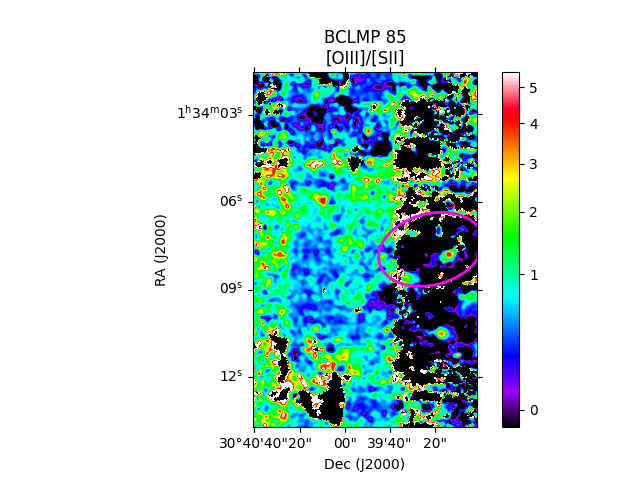 BCLMP 85
[OIII]/[SII]
1ʰ34ᵐ03ˢ
06ˢ
09ˢ
12ˢ
RA (J2000)
30°40'40"20" 00" 39'40" 20"
Dec (J2000)
5
4
3
2
1
0